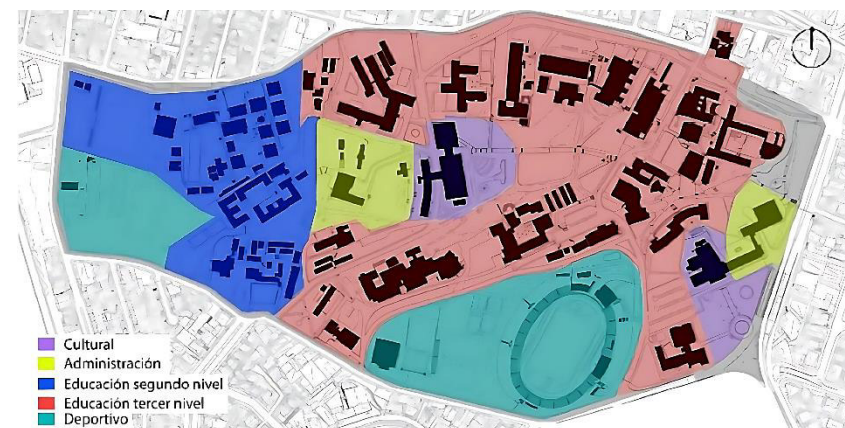 Cultural
Administración
Educación segundo nivel
Educación tercer nivel
Deportivo